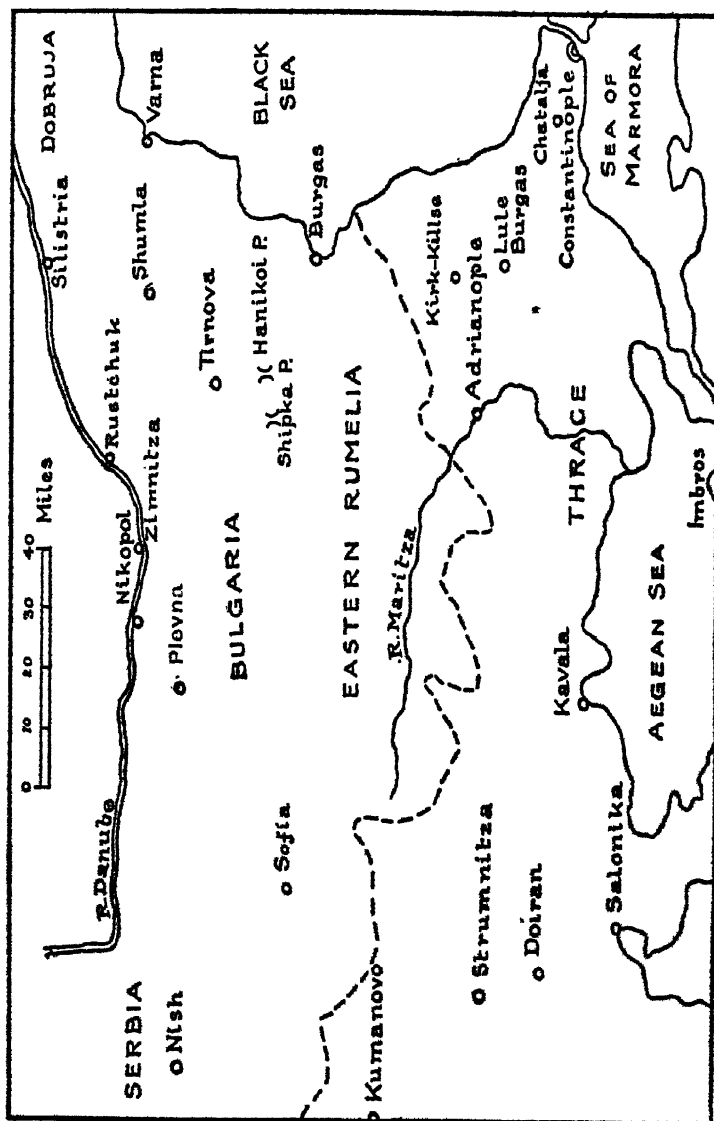 DOBRUJA
Silistria
Varna
Shumla
BLACK
SEA
Rustchuk
Tirnova
Hanikoi P.
Shipka P.
Burgas
Miles
0 10 20 30 40
Nikopol
Zimnitza
Plevna
BULGARIA
EASTERN RUMELIA
R. Danube
Sofia
SERBIA
Nish
Kumanovo
R. Maritza
Kirk-Killse
Adrianople
Lule
Burgas
Chatalja
Constantinople
SEA OF
MARMORA
THRACE
Strumnitza
Doiran
Salonika
Kavala
AEGEAN SEA
Imbros